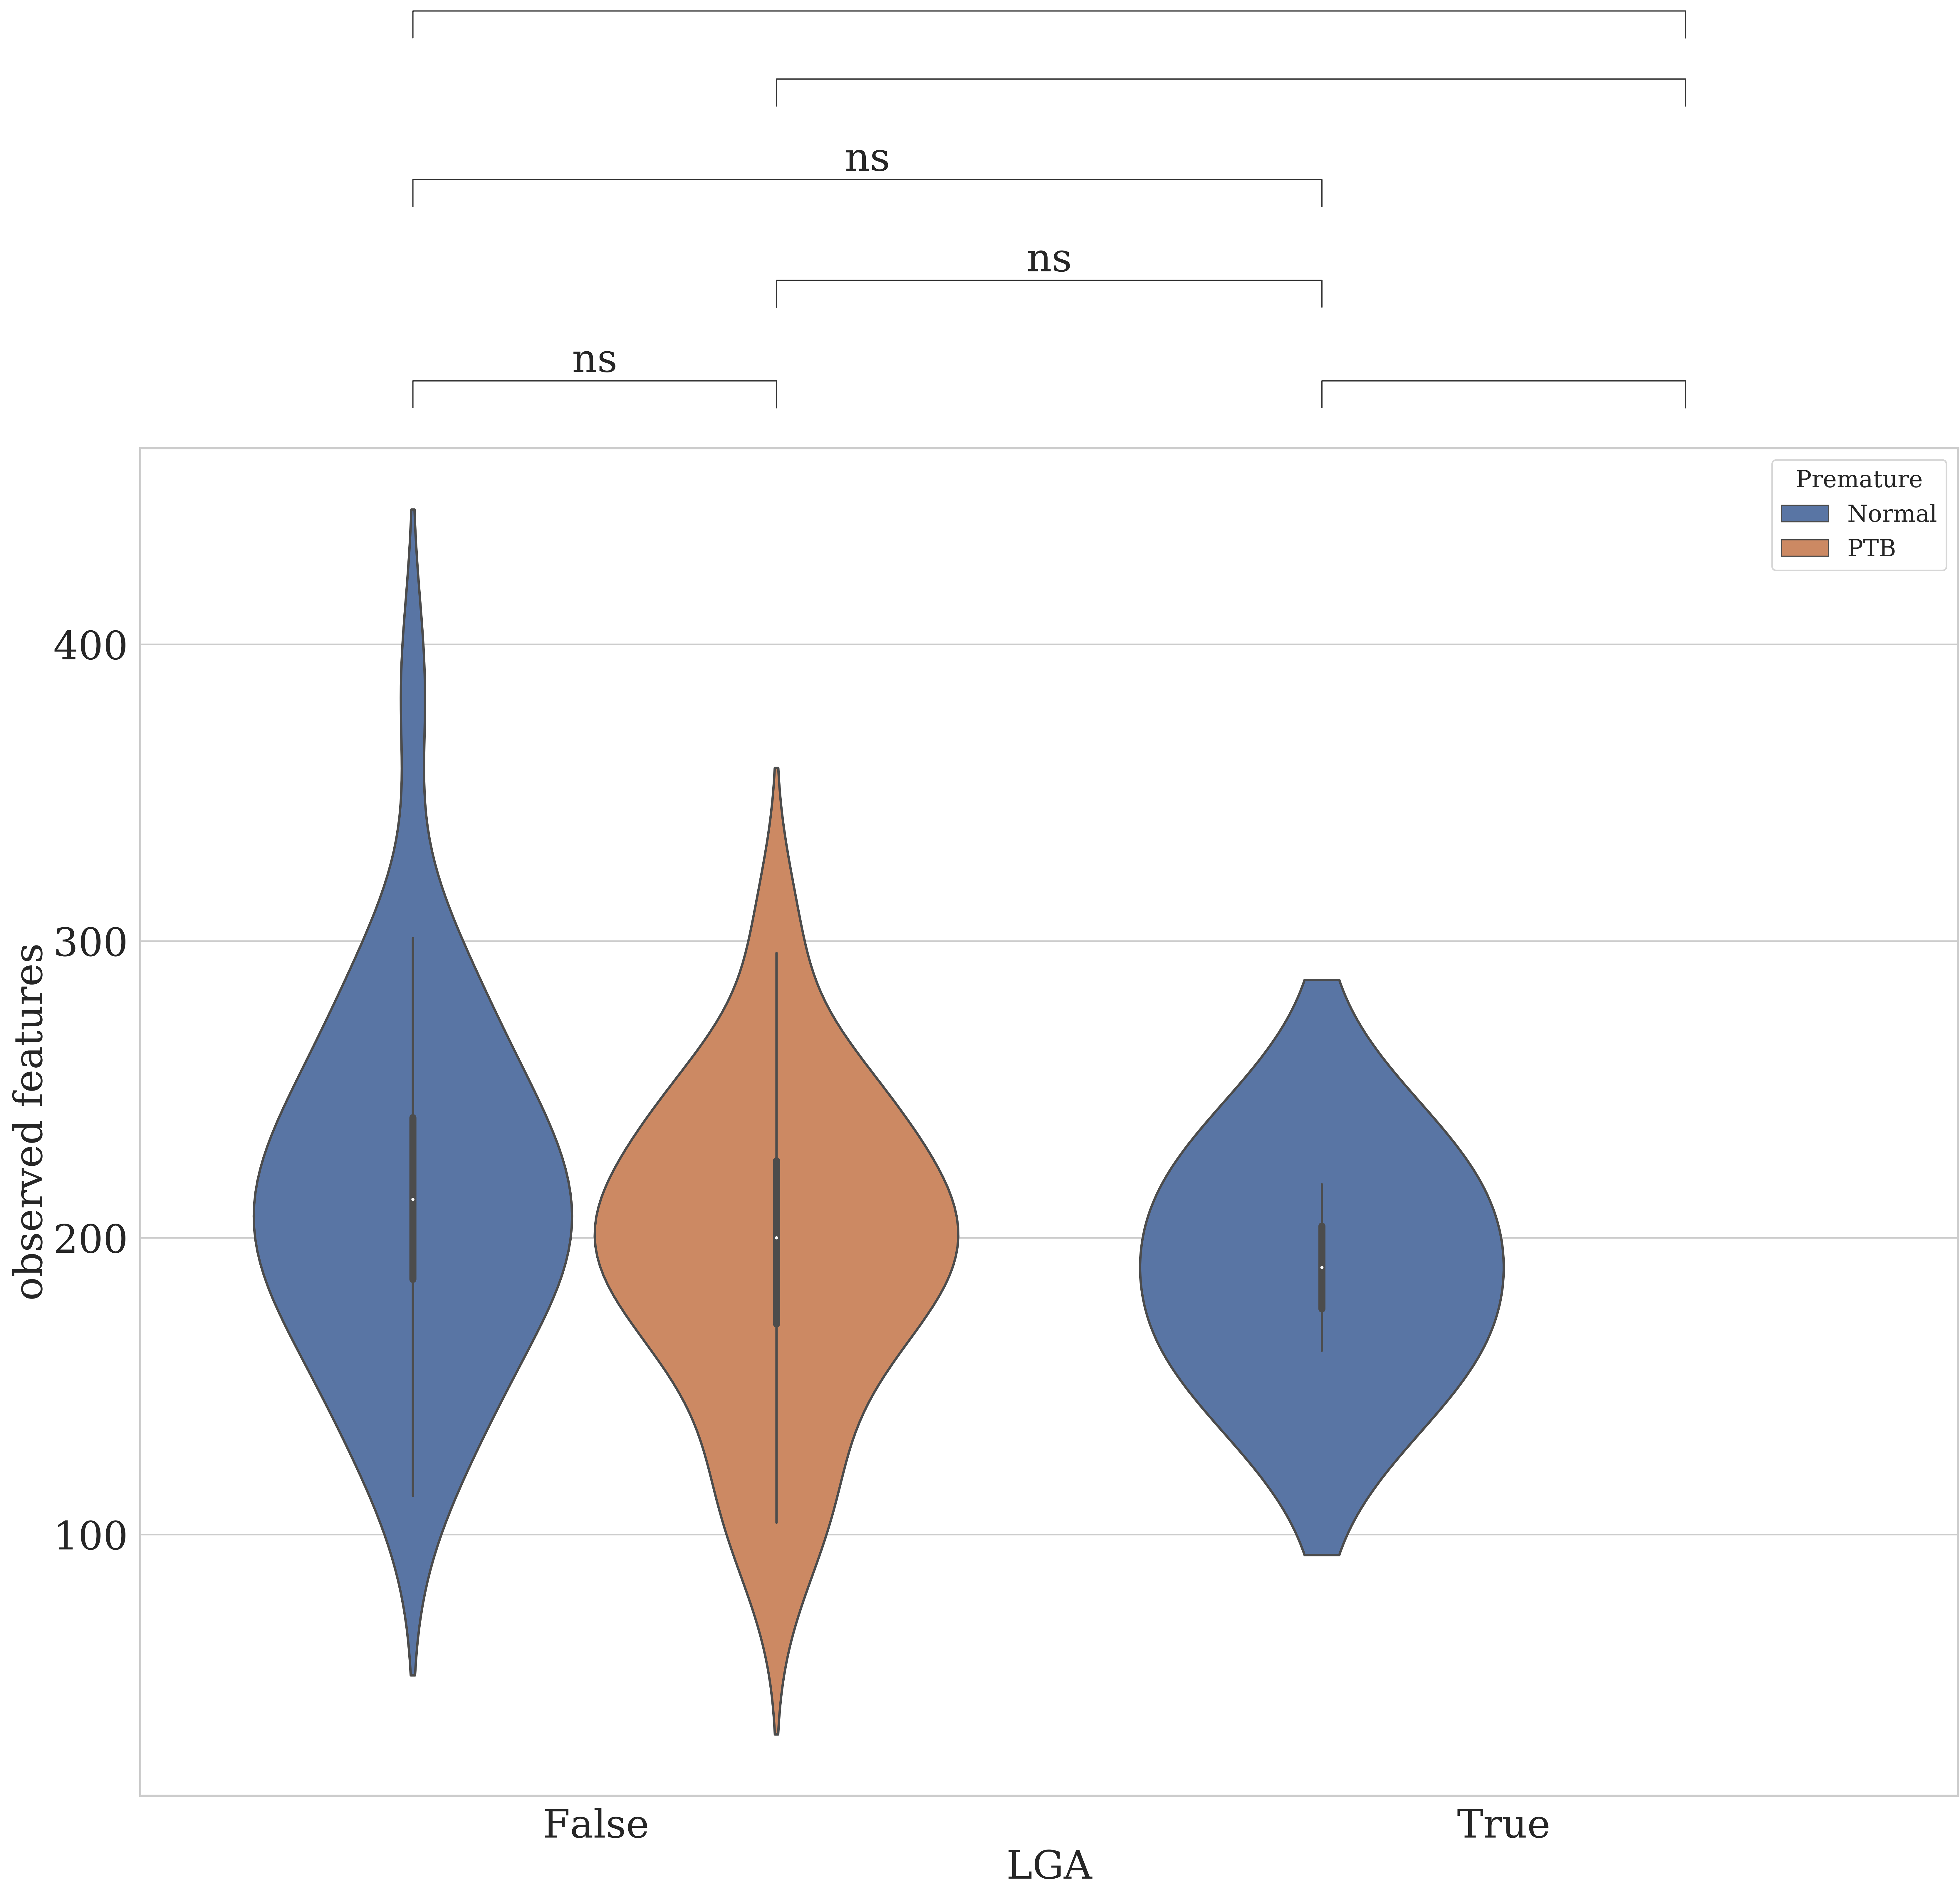 ns
ns
ns
Premature
Normal
PTB
400
300
200
100
observed features
False
True
LGA